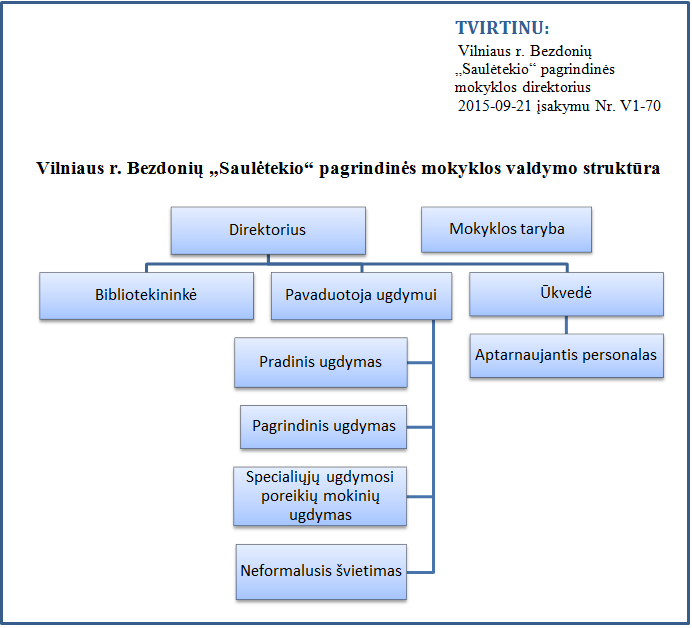 TVIRTINU:
Vilniaus r. Bezdonių
„Saulėtekio“ pagrindinės
mokyklos direktorius
2015-09-21 įsakymu Nr. V1-70
Vilniaus r. Bezdonių „Saulėtekio“ pagrindinės mokyklos valdymo struktūra
Direktorius
Mokyklos taryba
Bibliotekininkė
Pavaduotoja ugdymui
Ūkvedė
Aptarnaujantis personalas
Pradinis ugdymas
Pagrindinis ugdymas
Specialiųjų ugdymosi
poreikių mokinių
ugdymas
Neformalusis švietimas